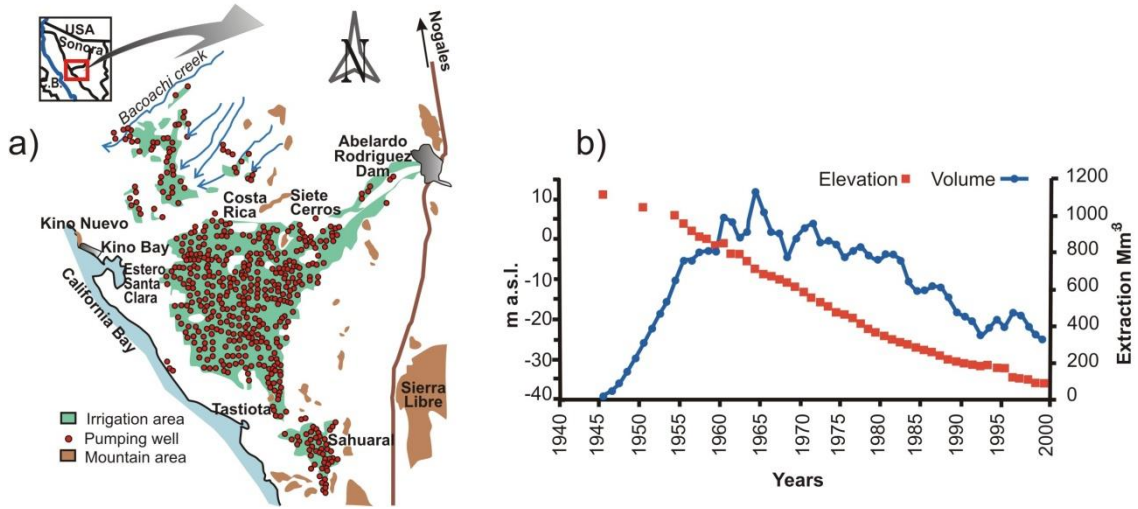 USA
Sonora
.B.
Bacoachi creek
N
Nogales
a)
Abelardo
Rodriguez
Dam
Costa
Rica
Siete
Cerros
Kino Nuevo
Kino Bay
Estero
Santa
Clara
California Bay
Sierra
Libre
Tastiota
Sahuaral
Irrigation area
Pumping well
Mountain area
b)
Elevation
Volume
m a.s.l.
10
0
-10
-20
-30
-40
1200
1000
800
600
400
200
0
Extraction Mm³
1940
1945
1950
1955
1960
1965
1970
1975
1980
1985
1990
1995
2000
Years